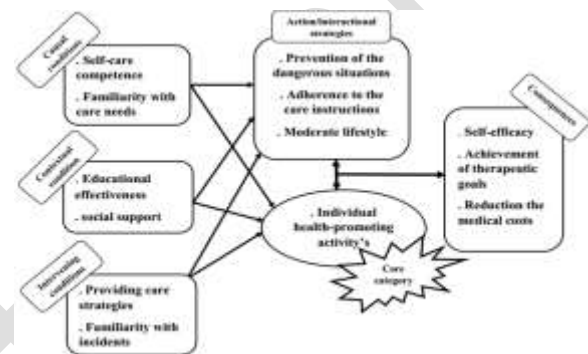 Causal
conditions
. Self-care
competence
. Familiarity with
care needs
Contextual
condition
. Educational
effectiveness
. social support
Intervening
conditions
. Providing care
strategies
. Familiarity with
incidents
Action/Interactional
strategies
. Prevention of the
dangerous situations
. Adherence to the
care instructions
. Moderate lifestyle
. Individual
health-promoting
activity's
Core
category
Consequences
. Self-efficacy
. Achievement
of therapeutic
goals
. Reduction the
medical costs